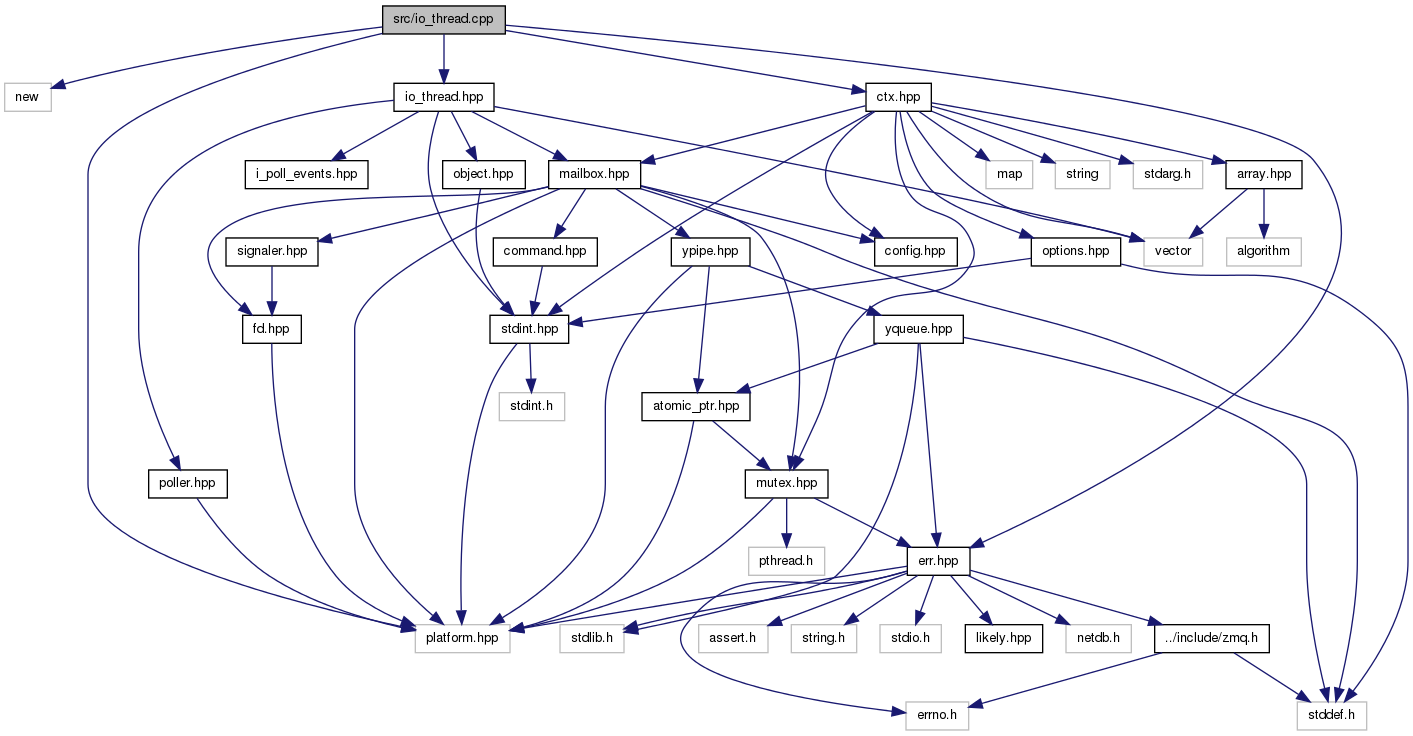 src/io_thread.cpp
new
io_thread.hpp
ctx.hpp
i_poll_events.hpp
object.hpp
mailbox.hpp
map
string
stdarg.h
array.hpp
signaler.hpp
command.hpp
ypipe.hpp
config.hpp
options.hpp
vector
algorithm
fd.hpp
stdint.hpp
yqueue.hpp
stdint.h
atomic_ptr.hpp
poller.hpp
mutex.hpp
pthread.h
err.hpp
platform.hpp
stdlib.h
assert.h
string.h
stdio.h
likely.hpp
netdb.h
../include/zmq.h
errno.h
stddef.h